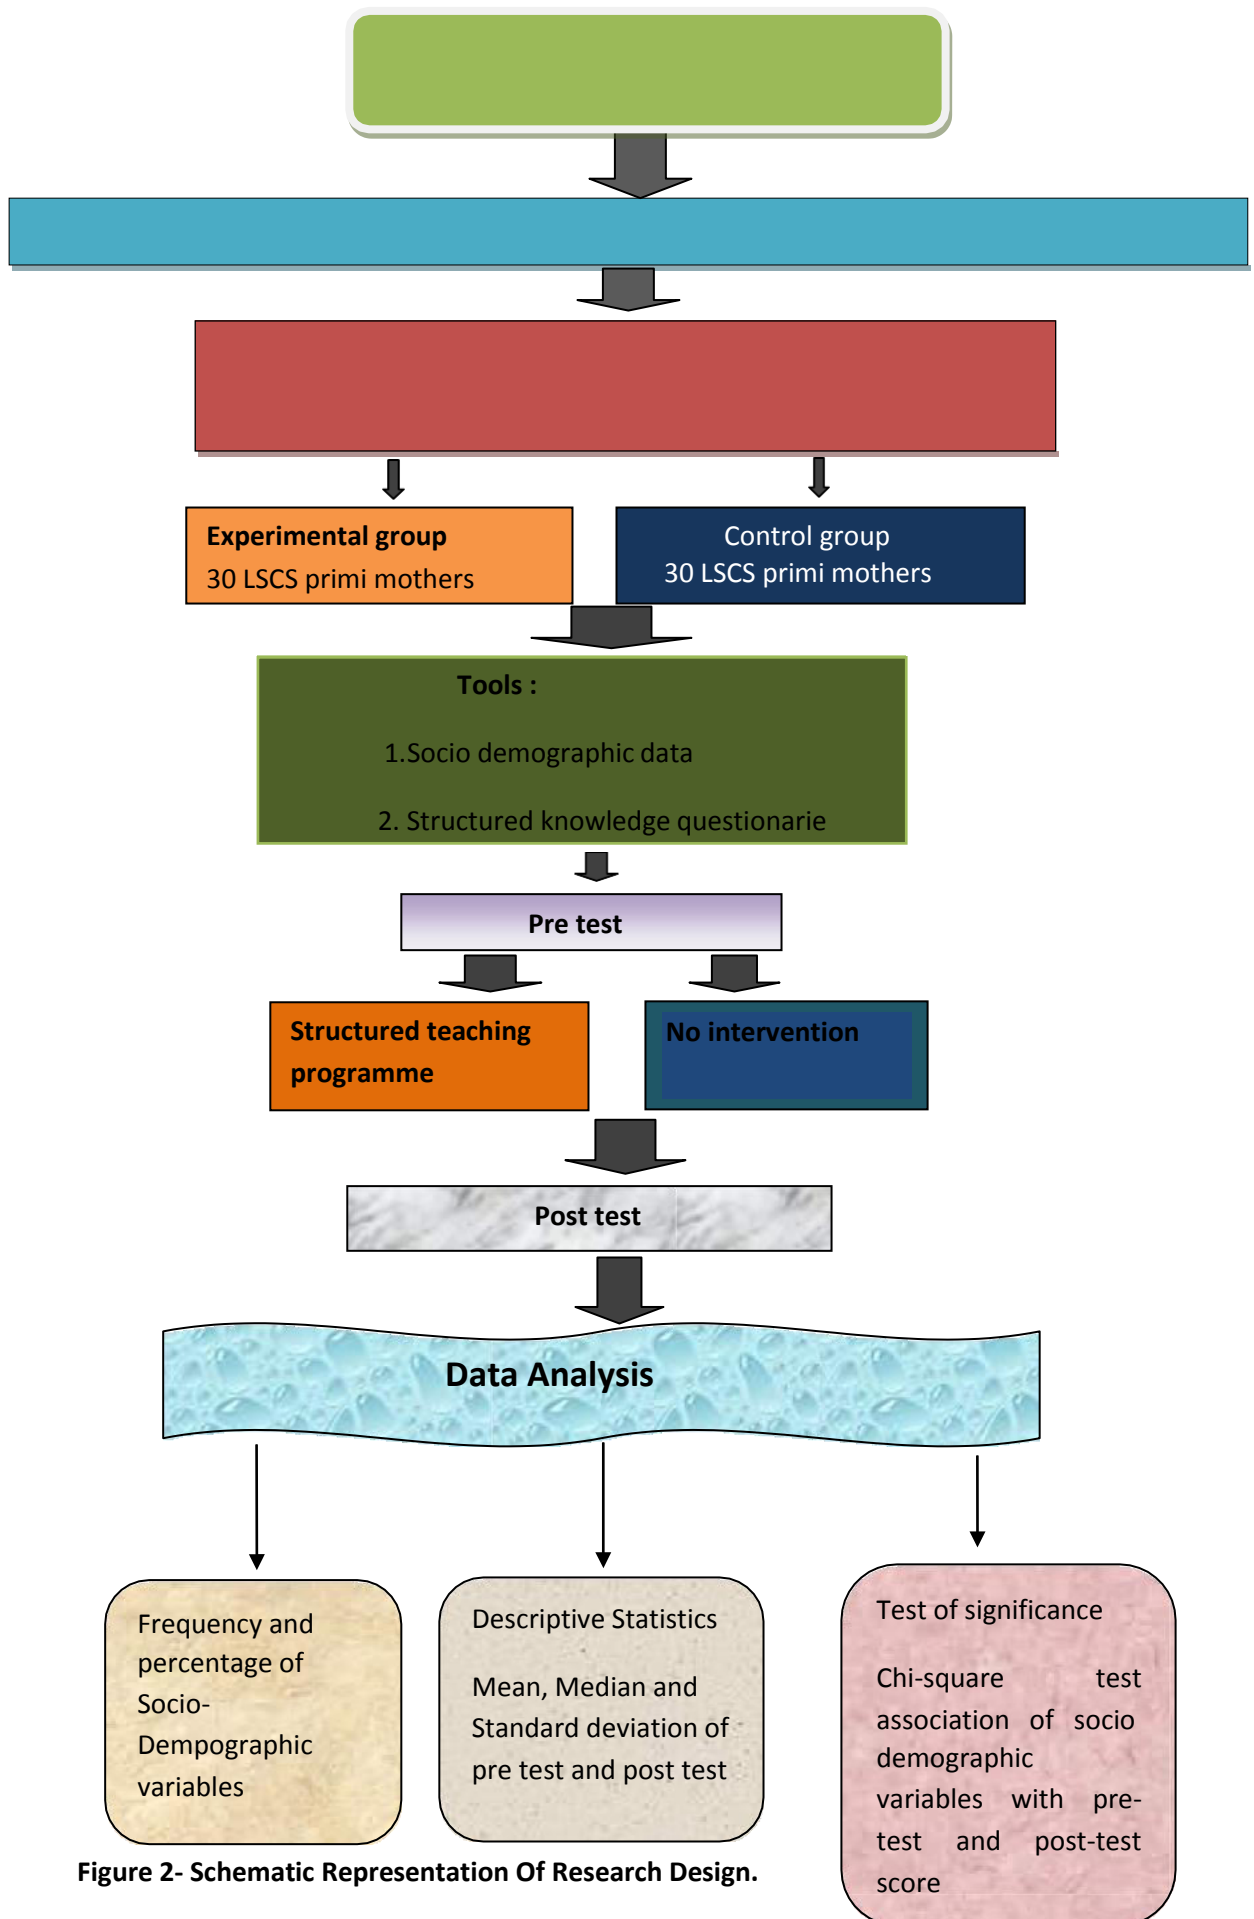 Experimental group
30 LSCS primi mothers
Control group
30 LSCS primi mothers
Tools :
1.Socio demographic data
2. Structured knowledge questionarie
Pre test
Structured teaching
programme
No intervention
Post test
Data Analysis
Frequency and
percentage of
Socio-
Dempographic
variables
Descriptive Statistics
Mean, Median and
Standard deviation of
pre test and post test
Test of significance
Chi-square test
association of socio
demographic
variables with pre-
test and post-test
score
Figure 2- Schematic Representation Of Research Design.